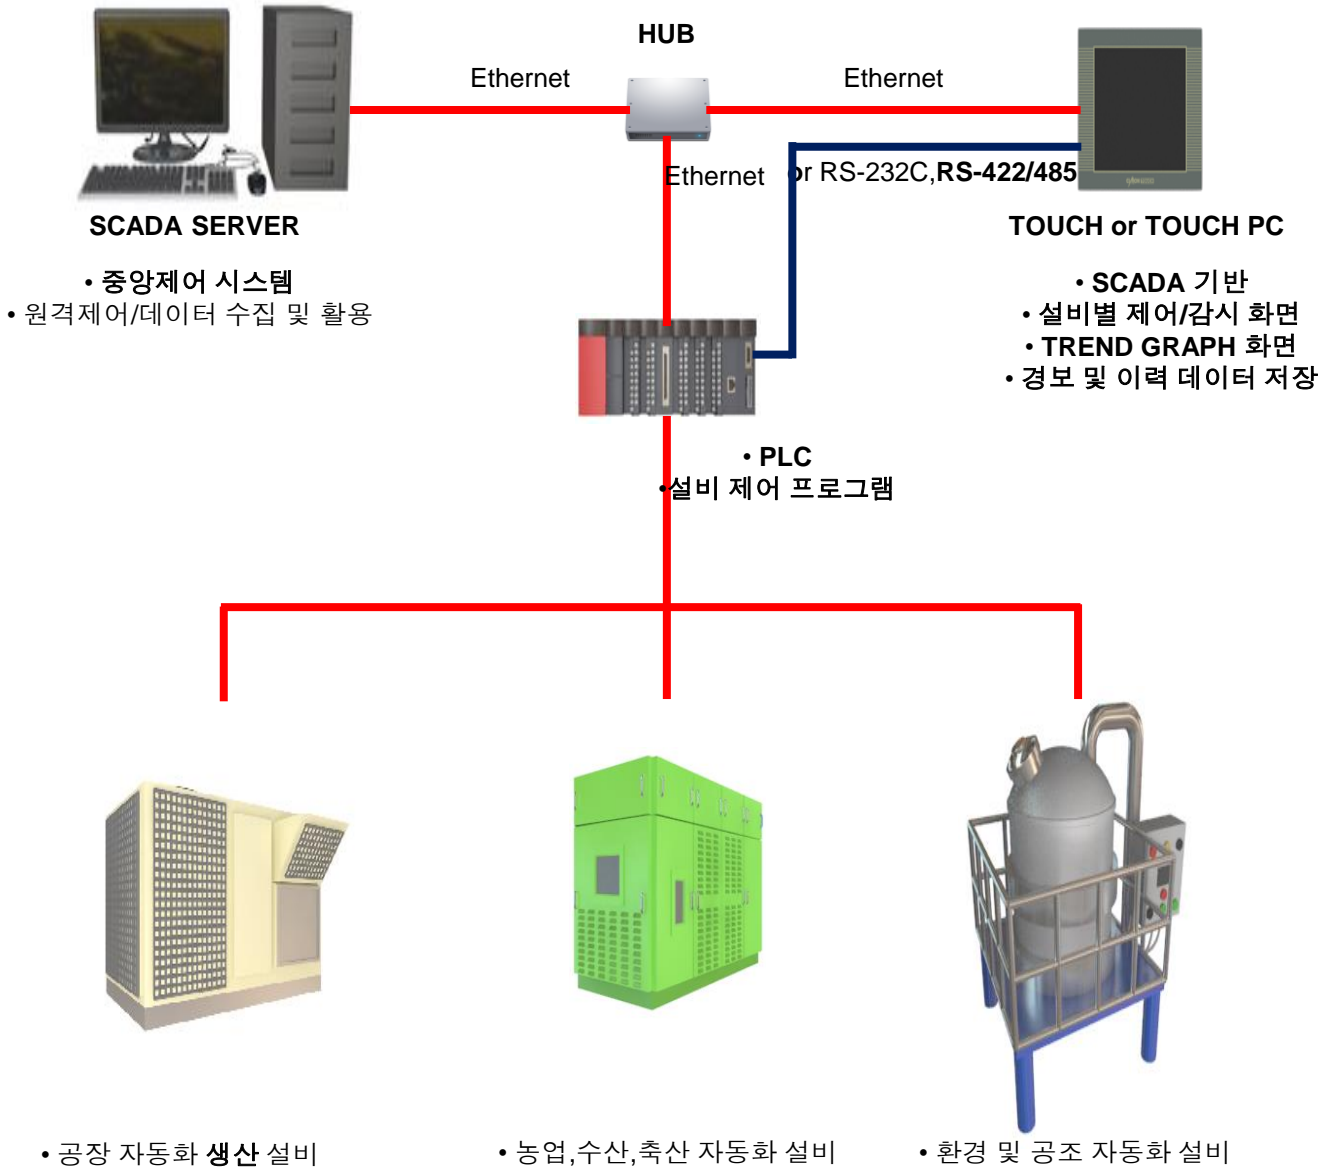 HUB
Ethernet
Ethernet
Ethernet
or RS-232C,RS-422/485
SCADA SERVER
• 중앙제어 시스템
• 원격제어/데이터 수집 및 활용
TOUCH or TOUCH PC
• SCADA 기반
• 설비별 제어/감시 화면
• TREND GRAPH 화면
• 경보 및 이력 데이터 저장
• PLC
•설비 제어 프로그램
• 공장 자동화 생산 설비
• 농업,수산,축산 자동화 설비
• 환경 및 공조 자동화 설비